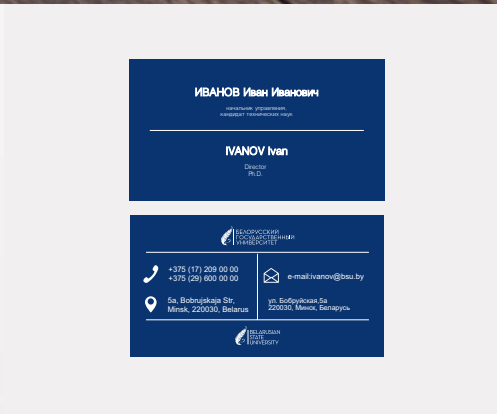 ИВАНОВ Иван Иванович
начальник управления,
кандидат технических наук
IVANOV Ivan
Director
Ph.D.
БЕЛОРУССКИЙ
ГОСУДАРСТВЕННЫЙ
УНИВЕРСИТЕТ
+375 (17) 209 00 00
+375 (29) 600 00 00
e-mail:ivanov@bsu.by
5a, Bobrujskaja Str,
Minsk, 220030, Belarus
ул. Бобруйская,5а
220030, Минск, Беларусь
BELARUSIAN
STATE
UNIVERSITY